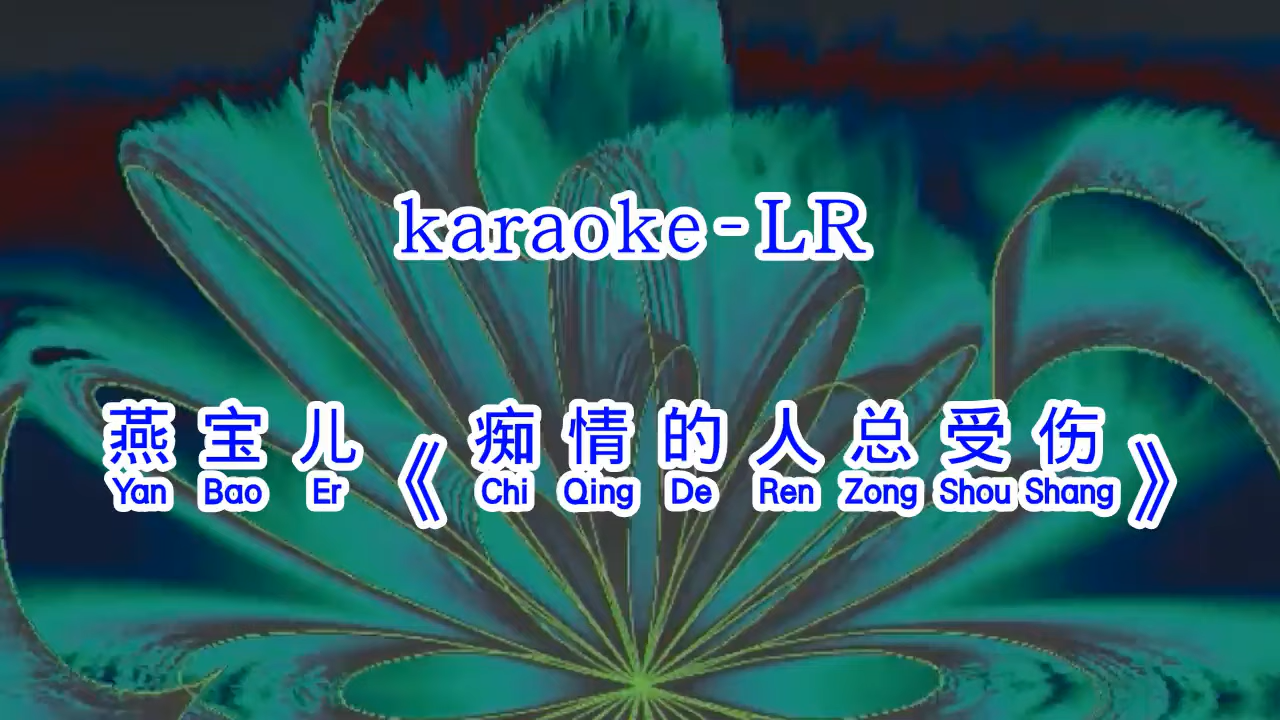 karaoke-LR
燕宝儿《痴情的人总受伤》
Yan Bao Er Chi Qing De Ren Zong Shou Shang